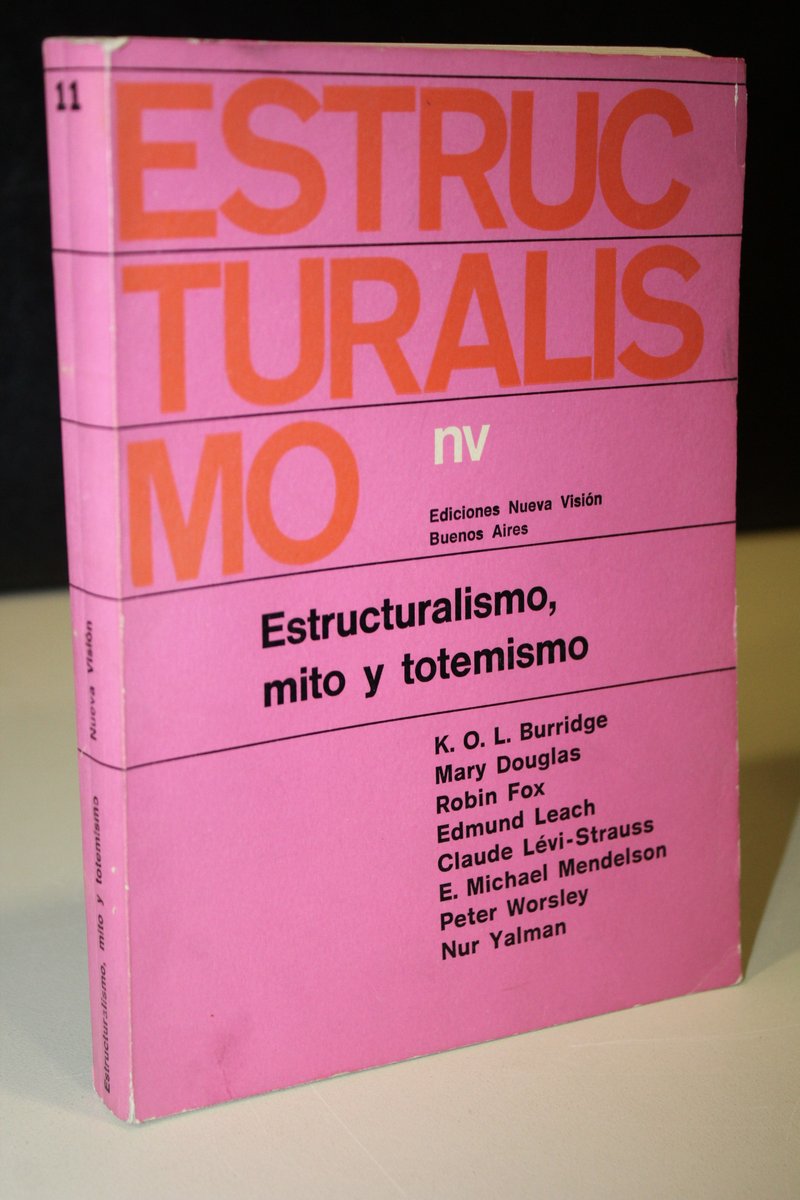 11
ESTRUC
TURALIS
MO
nv
Ediciones Nueva Visión
Buenos Aires
Estructuralismo,
mito y totemismo
K. O. L. Burridge
Mary Douglas
Robin Fox
Edmund Leach
Claude Lévi-Strauss
E. Michael Mendelson
Peter Worsley
Nur Yalman
Nueva Visión
Estructuralismo, mito y totemismo